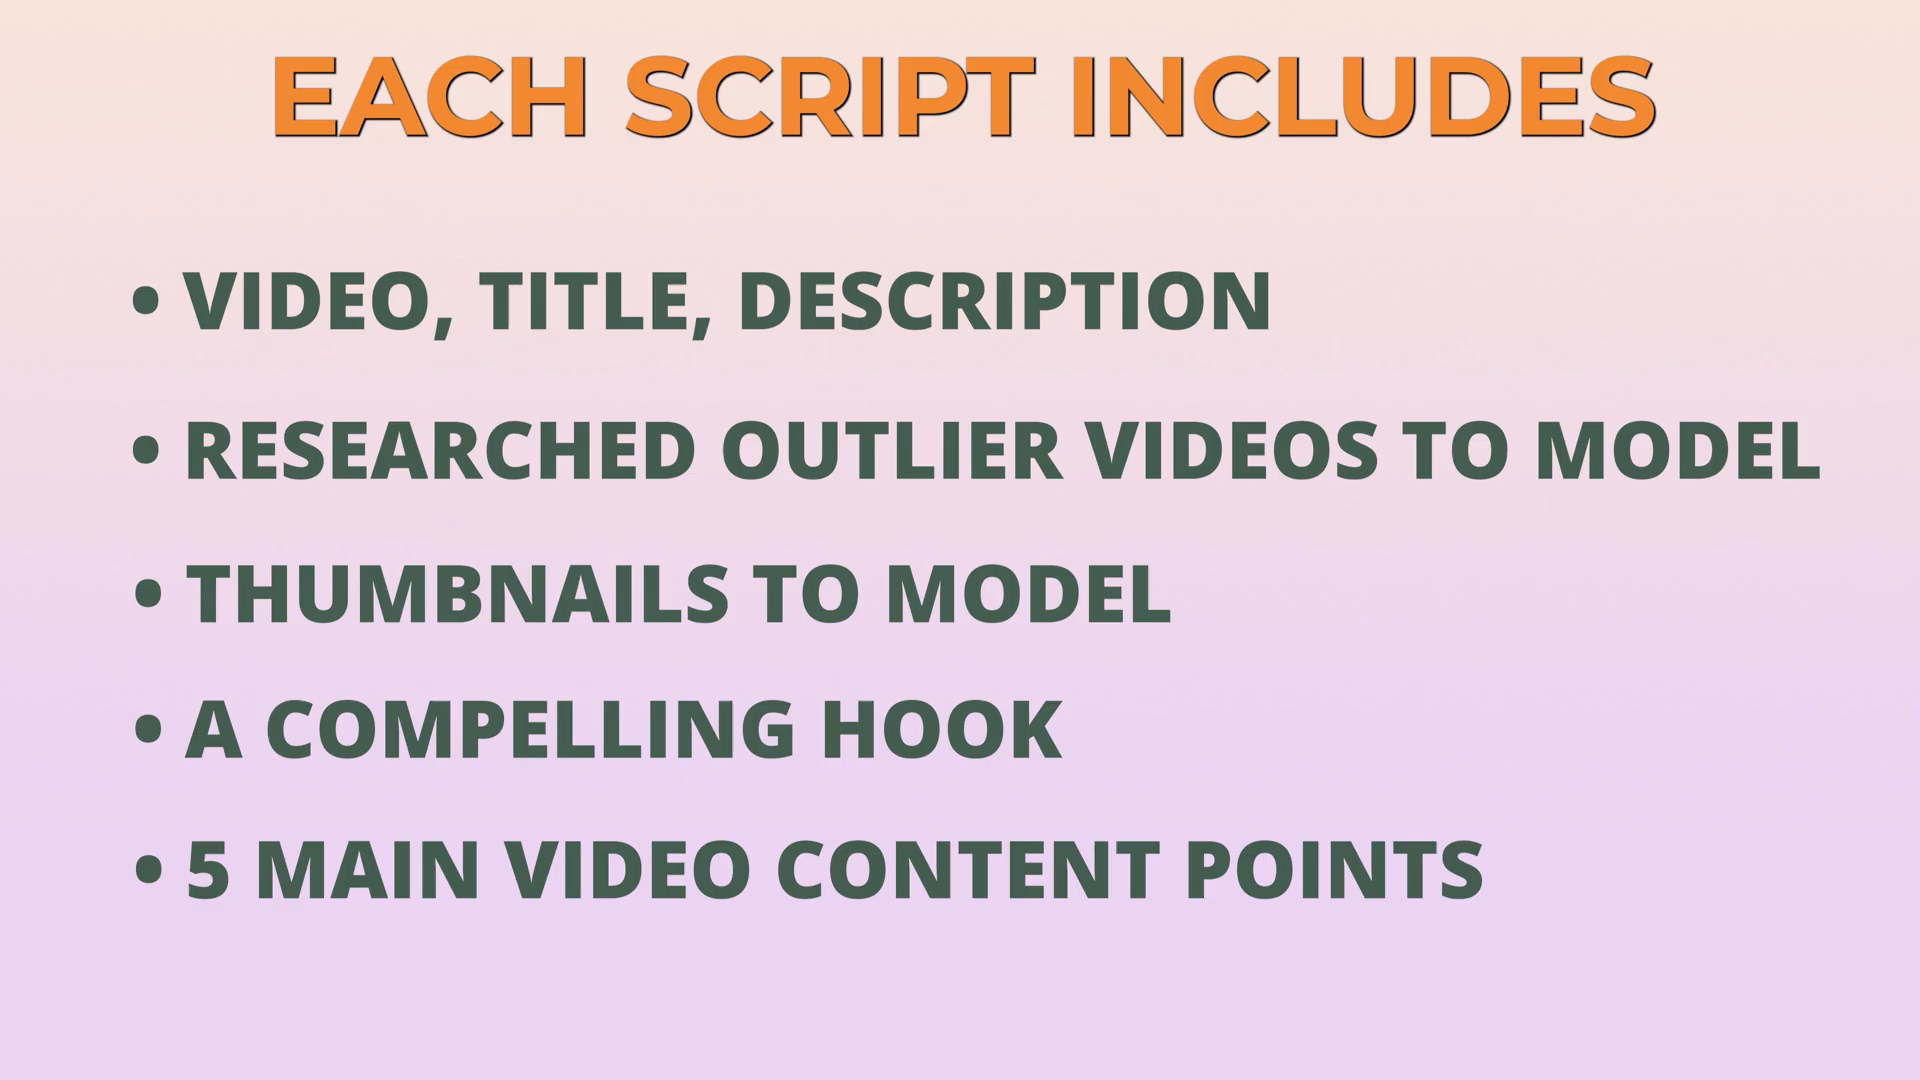 EACH SCRIPT INCLUDES
• VIDEO, TITLE, DESCRIPTION
• RESEARCHED OUTLIER VIDEOS TO MODEL
• THUMBNAILS TO MODEL
• A COMPELLING HOOK
• 5 MAIN VIDEO CONTENT POINTS